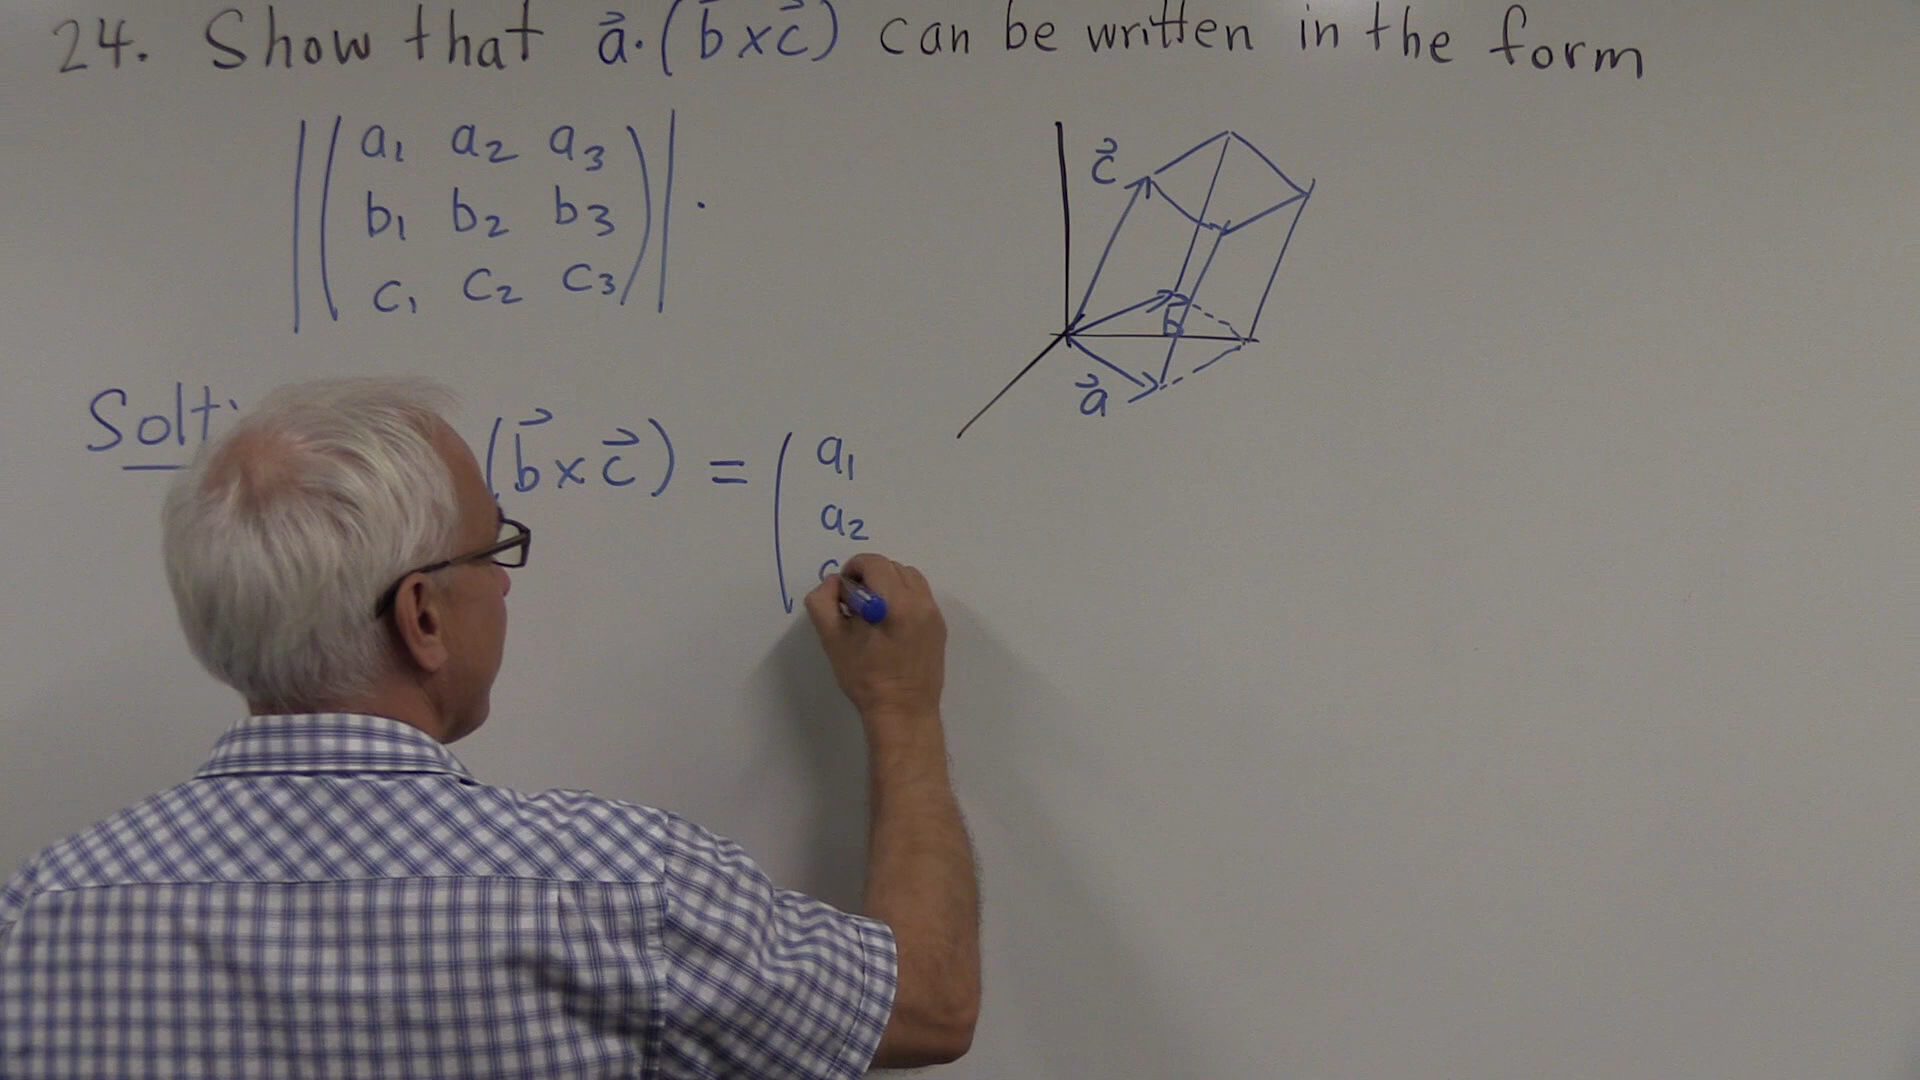 24. Show that a⃗·(b⃗×c⃗) can be written in the form
|( a₁ a₂ a₃
b₁ b₂ b₃
c₁ c₂ c₃ )|.
c⃗
b⃗
a⃗
Solt:
(b⃗×c⃗) = ( a₁
a₂